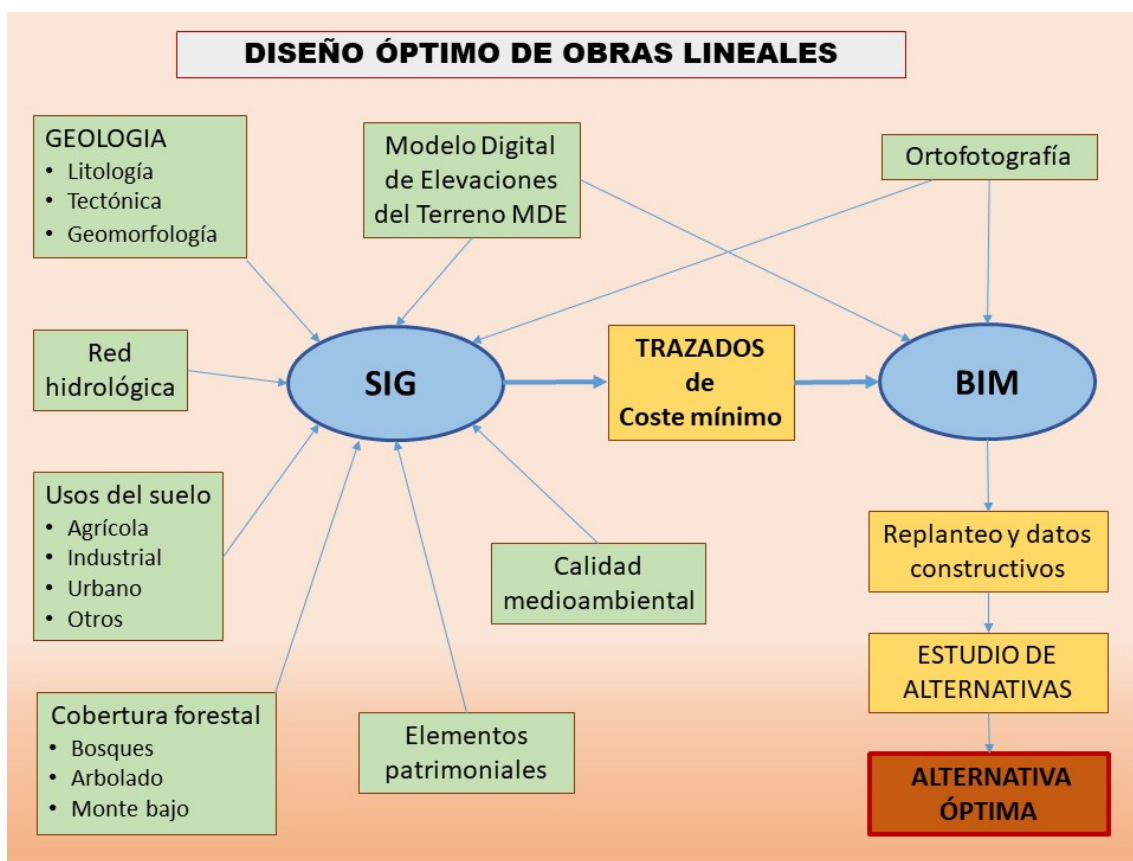 DISEÑO ÓPTIMO DE OBRAS LINEALES
GEOLOGIA
• Litología
• Tectónica
• Geomorfología
Modelo Digital
de Elevaciones
del Terreno MDE
Ortofotografía
Red
hidrológica
SIG
TRAZADOS
de
Coste mínimo
BIM
Usos del suelo
• Agrícola
• Industrial
• Urbano
• Otros
Calidad
medioambiental
Replanteo y datos
constructivos
ESTUDIO DE
ALTERNATIVAS
Cobertura forestal
• Bosques
• Arbolado
• Monte bajo
Elementos
patrimoniales
ALTERNATIVA
ÓPTIMA